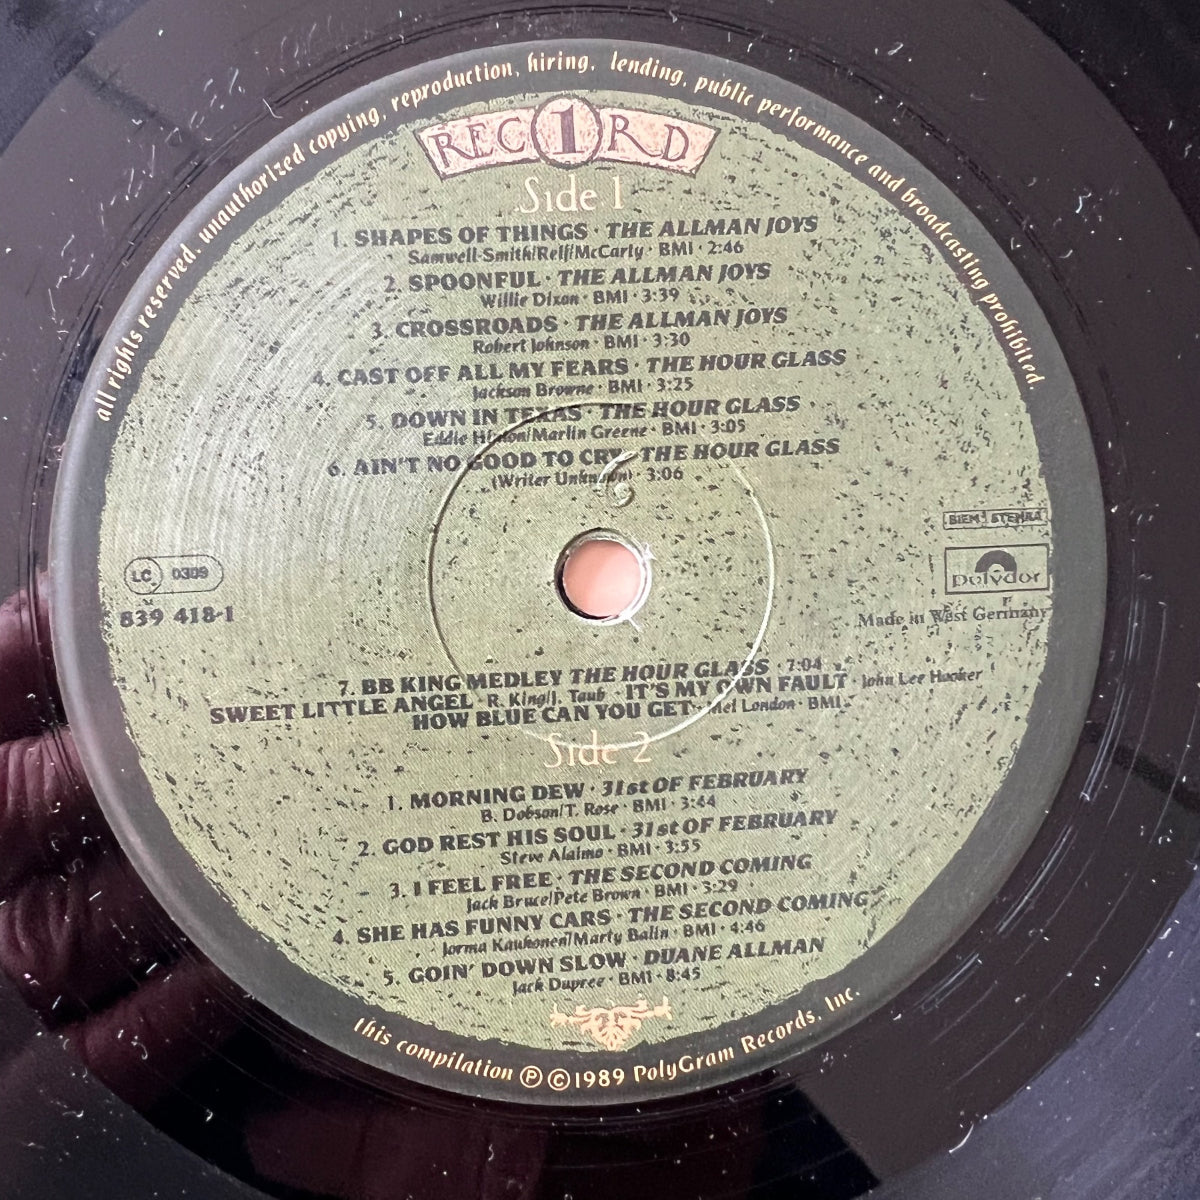 all rights reserved. unauthorized copying, reproduction, hiring, lending, public performance and broadcasting prohibited.
REC1RD
Side 1
1. SHAPES OF THINGS · THE ALLMAN JOYS
Samwell-Smith/Relf/McCarty · BMI · 2:46
2. SPOONFUL · THE ALLMAN JOYS
Willie Dixon · BMI · 3:39
3. CROSSROADS · THE ALLMAN JOYS
Robert Johnson · BMI · 3:30
4. CAST OFF ALL MY FEARS · THE HOUR GLASS
Jackson Browne · BMI · 3:25
5. DOWN IN TEXAS · THE HOUR GLASS
Eddie Hinton/Marlin Greene · BMI · 3:05
6. AIN'T NO GOOD TO CRY · THE HOUR GLASS
(Writer Unknown) · 3:06
6
BIEM STEMRA
LC 0309
polydor
839 418-1
Made in West Germany
7. BB KING MEDLEY THE HOUR GLASS · 7:04
SWEET LITTLE ANGEL · R. King/J. Taub · IT'S MY OWN FAULT · John Lee Hooker
HOW BLUE CAN YOU GET · Mel London · BMI
Side 2
1. MORNING DEW · 31st OF FEBRUARY
B. Dobson/T. Rose · BMI · 3:44
2. GOD REST HIS SOUL · 31st OF FEBRUARY
Steve Alaimo · BMI · 3:55
3. I FEEL FREE · THE SECOND COMING
Jack Bruce/Pete Brown · BMI · 3:29
4. SHE HAS FUNNY CARS · THE SECOND COMING
Jorma Kaukonen/Marty Balin · BMI · 4:46
5. GOIN' DOWN SLOW · DUANE ALLMAN
Jack Dupree · BMI · 8:45
this compilation ℗ © 1989 PolyGram Records, Inc.